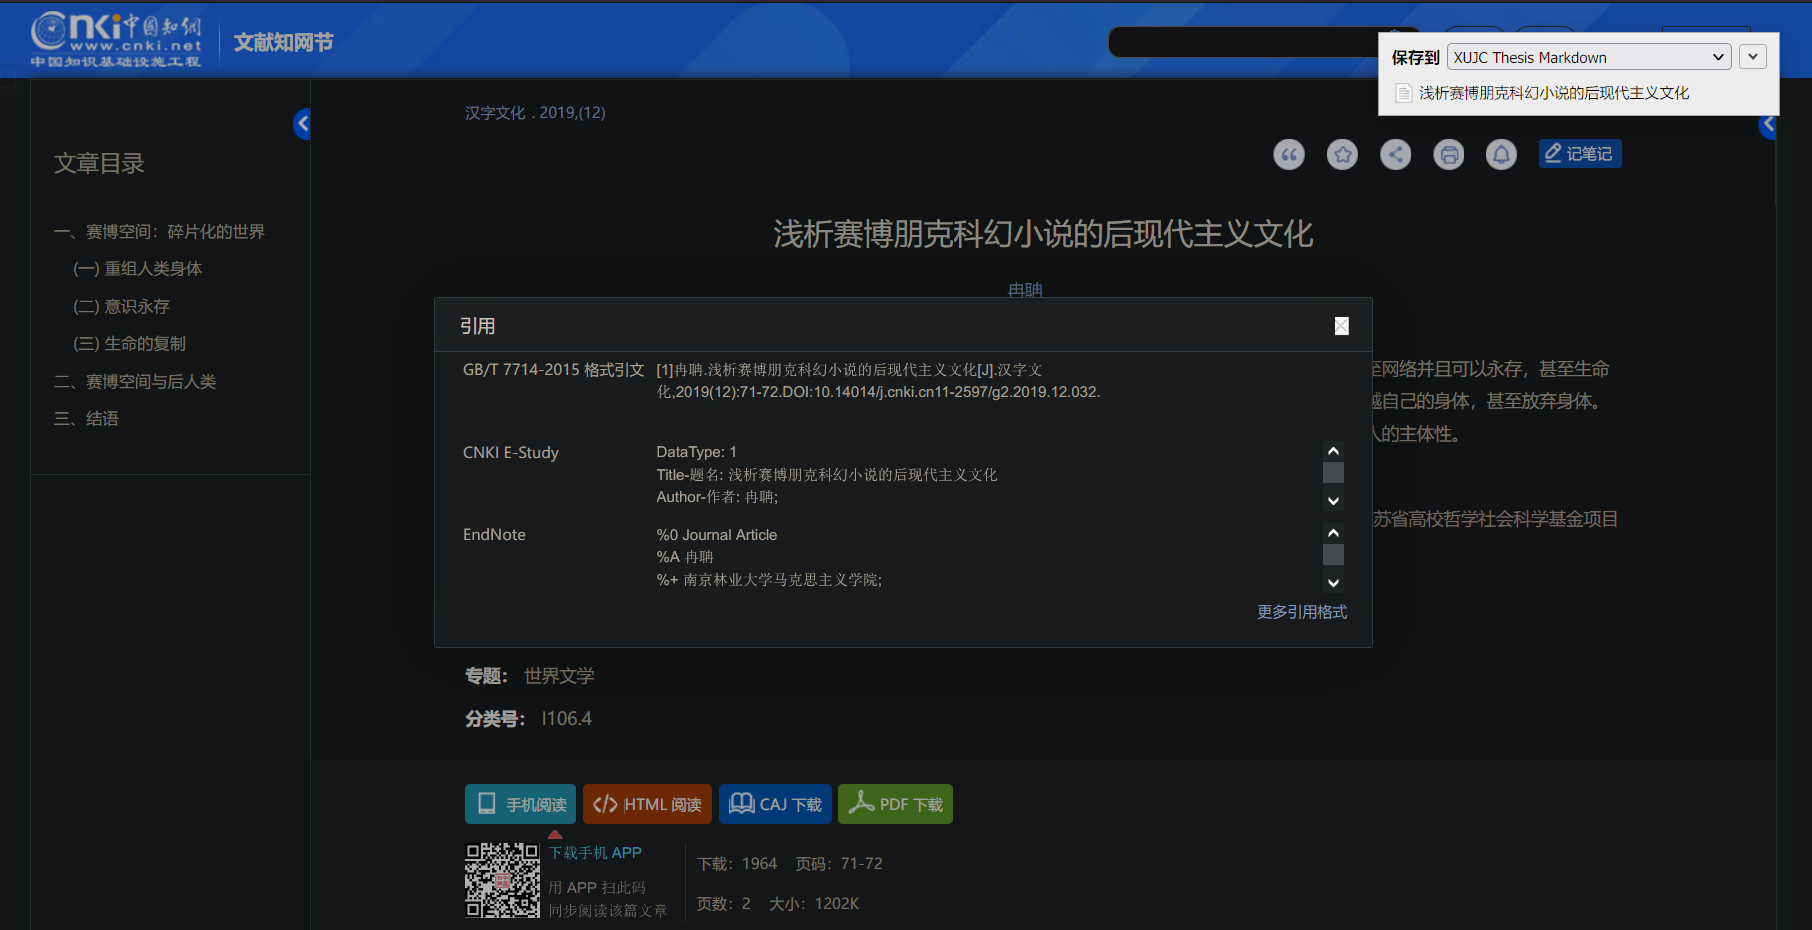 cnki中国知网
www.cnki.net
中国知识基础设施工程
文献知网节
保存到 XUJC Thesis Markdown
浅析赛博朋克科幻小说的后现代主义文化
汉字文化 . 2019,(12)
记笔记
文章目录
一、赛博空间：碎片化的世界
(一) 重组人类身体
(二) 意识永存
(三) 生命的复制
二、赛博空间与后人类
三、结语
浅析赛博朋克科幻小说的后现代主义文化
冉聃
引用
GB/T 7714-2015 格式引文 [1]冉聃.浅析赛博朋克科幻小说的后现代主义文化[J].汉字文
化,2019(12):71-72.DOI:10.14014/j.cnki.cn11-2597/g2.2019.12.032.
CNKI E-Study DataType: 1
Title-题名: 浅析赛博朋克科幻小说的后现代主义文化
Author-作者: 冉聃;
EndNote %0 Journal Article
%A 冉聃
%+ 南京林业大学马克思主义学院;
更多引用格式
网络并且可以永存，甚至生命
自己的身体，甚至放弃身体。
的主体性。
苏省高校哲学社会科学基金项目
专题： 世界文学
分类号： I106.4
手机阅读 HTML 阅读 CAJ 下载 PDF 下载
下载手机 APP
用 APP 扫此码
同步阅读该篇文章
下载：1964 页码：71-72
页数：2 大小：1202K